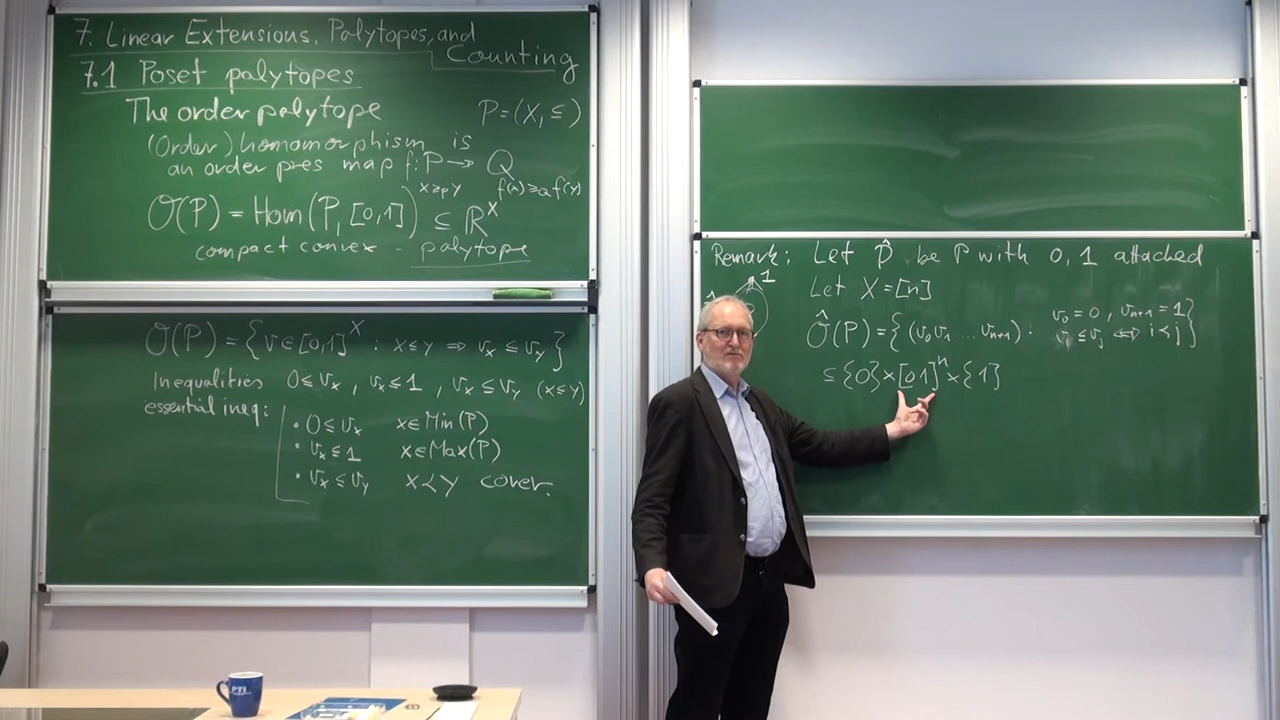 7. Linear Extensions, Polytopes, and
Counting
7.1 Poset polytopes
The order polytope P=(X,≤)
(Order) homomorphism is
an order pres map f: P → Q
x ≥_P y f(x) ≥_Q f(y)
O(P) = Hom(P, [0,1]) ⊆ ℝ^X
compact convex - polytope
O(P) = {v ∈ [0,1]^X : x ≤ y ⇒ v_x ≤ v_y}
Inequalities 0 ≤ v_x , v_x ≤ 1 , v_x ≤ v_y (x ≤ y)
essential ineq:
• 0 ≤ v_x x ∈ Min(P)
• v_x ≤ 1 x ∈ Max(P)
• v_x ≤ v_y x ≺ y cover.
Remark: Let P̂ be P with 0, 1 attached
1
Let X = [n]
Ô(P) = { (v_0 v_1 ... v_{n+1}) : v_0 = 0 , v_{n+1} = 1
≤ v_j ⇔ i < j }
⊆ {0} × [0 1]^n × {1}
PTI